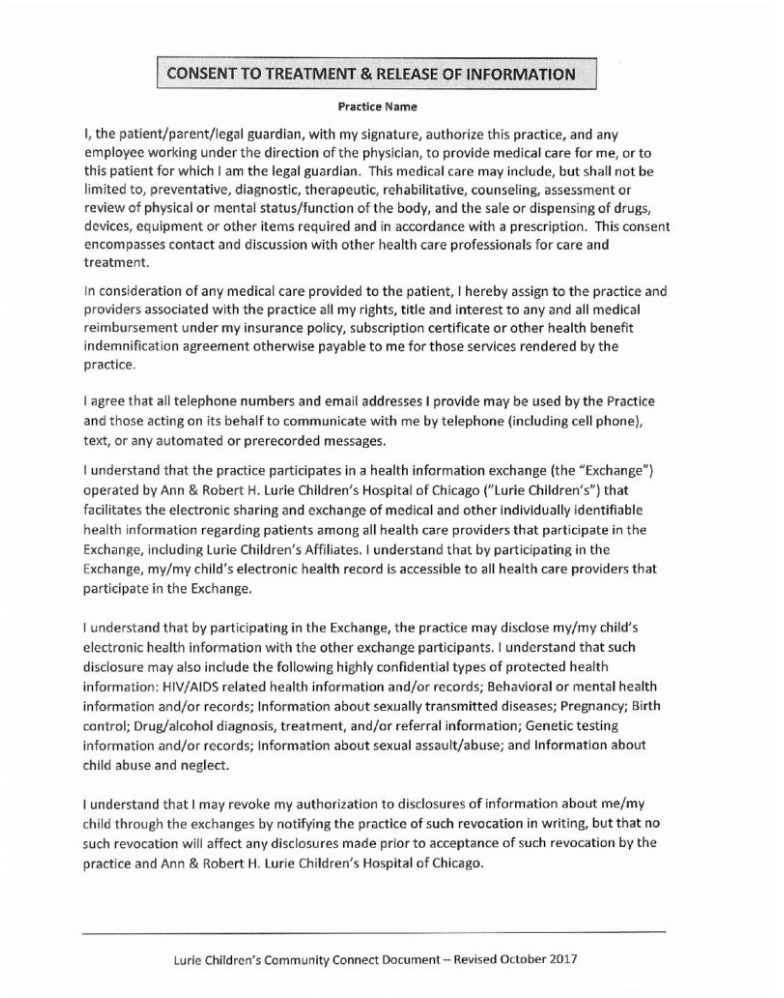 CONSENT TO TREATMENT & RELEASE OF INFORMATION
Practice Name
I, the patient/parent/legal guardian, with my signature, authorize this practice, and any
employee working under the direction of the physician, to provide medical care for me, or to
this patient for which I am the legal guardian. This medical care may include, but shall not be
limited to, preventative, diagnostic, therapeutic, rehabilitative, counseling, assessment or
review of physical or mental status/function of the body, and the sale or dispensing of drugs,
devices, equipment or other items required and in accordance with a prescription. This consent
encompasses contact and discussion with other health care professionals for care and
treatment.
In consideration of any medical care provided to the patient, I hereby assign to the practice and
providers associated with the practice all my rights, title and interest to any and all medical
reimbursement under my insurance policy, subscription certificate or other health benefit
indemnification agreement otherwise payable to me for those services rendered by the
practice.
I agree that all telephone numbers and email addresses I provide may be used by the Practice
and those acting on its behalf to communicate with me by telephone (including cell phone),
text, or any automated or prerecorded messages.
I understand that the practice participates in a health information exchange (the "Exchange")
operated by Ann & Robert H. Lurie Children's Hospital of Chicago ("Lurie Children's") that
facilitates the electronic sharing and exchange of medical and other individually identifiable
health information regarding patients among all health care providers that participate in the
Exchange, including Lurie Children's Affiliates. I understand that by participating in the
Exchange, my/my child's electronic health record is accessible to all health care providers that
participate in the Exchange.
I understand that by participating in the Exchange, the practice may disclose my/my child's
electronic health information with the other exchange participants. I understand that such
disclosure may also include the following highly confidential types of protected health
information: HIV/AIDS related health information and/or records; Behavioral or mental health
information and/or records; Information about sexually transmitted diseases; Pregnancy; Birth
control; Drug/alcohol diagnosis, treatment, and/or referral information; Genetic testing
information and/or records; Information about sexual assault/abuse; and Information about
child abuse and neglect.
I understand that I may revoke my authorization to disclosures of information about me/my
child through the exchanges by notifying the practice of such revocation in writing, but that no
such revocation will affect any disclosures made prior to acceptance of such revocation by the
practice and Ann & Robert H. Lurie Children's Hospital of Chicago.
Lurie Children's Community Connect Document – Revised October 2017